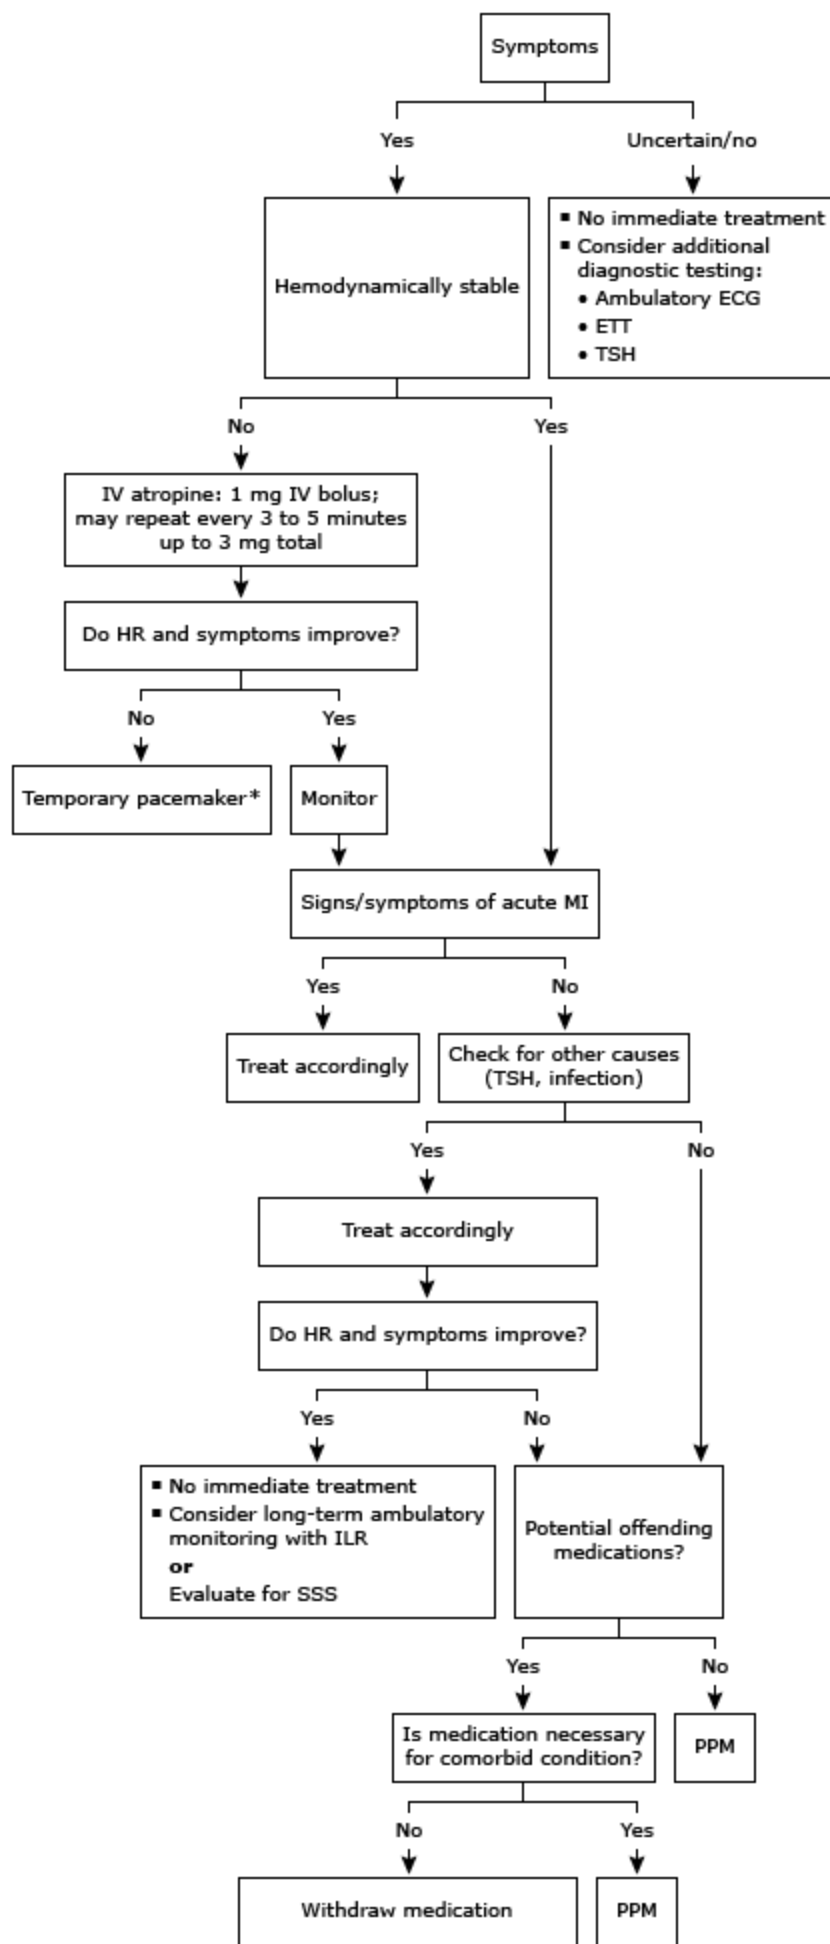 Symptoms
Yes
Uncertain/no
Hemodynamically stable
▪ No immediate treatment
▪ Consider additional
diagnostic testing:
• Ambulatory ECG
• ETT
• TSH
No
Yes
IV atropine: 1 mg IV bolus;
may repeat every 3 to 5 minutes
up to 3 mg total
Do HR and symptoms improve?
No
Yes
Temporary pacemaker*
Monitor
Signs/symptoms of acute MI
Yes
No
Treat accordingly
Check for other causes
(TSH, infection)
Yes
No
Treat accordingly
Do HR and symptoms improve?
Yes
No
▪ No immediate treatment
▪ Consider long-term ambulatory
monitoring with ILR
or
Evaluate for SSS
Potential offending
medications?
Yes
No
Is medication necessary
for comorbid condition?
PPM
No
Yes
Withdraw medication
PPM